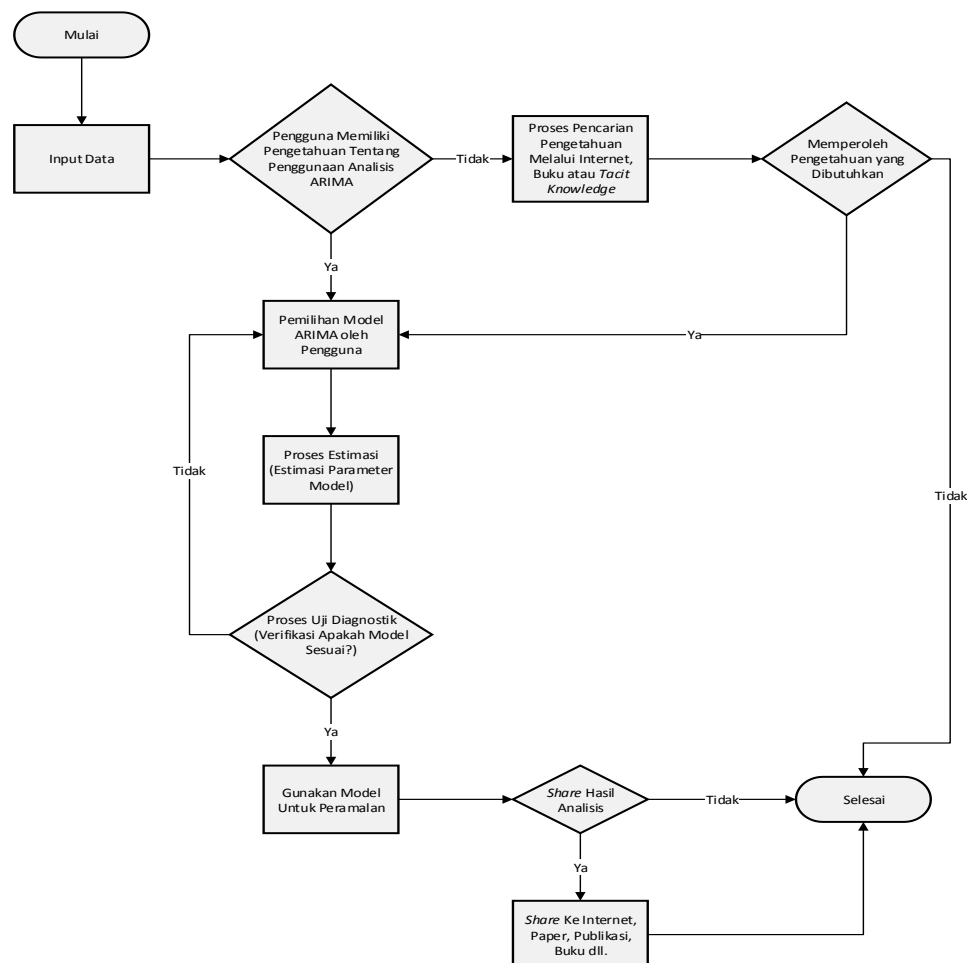 Mulai
Input Data
Pengguna Memiliki
Pengetahuan Tentang
Penggunaan Analisis
ARIMA
Tidak
Proses Pencarian
Pengetahuan
Melalui Internet,
Buku atau Tacit
Knowledge
Memperoleh
Pengetahuan yang
Dibutuhkan
Ya
Pemilihan Model
ARIMA oleh
Pengguna
Ya
Proses Estimasi
(Estimasi Parameter
Model)
Tidak
Tidak
Proses Uji Diagnostik
(Verifikasi Apakah Model
Sesuai?)
Ya
Gunakan Model
Untuk Peramalan
Share Hasil
Analisis
Tidak
Selesai
Ya
Share Ke Internet,
Paper, Publikasi,
Buku dll.